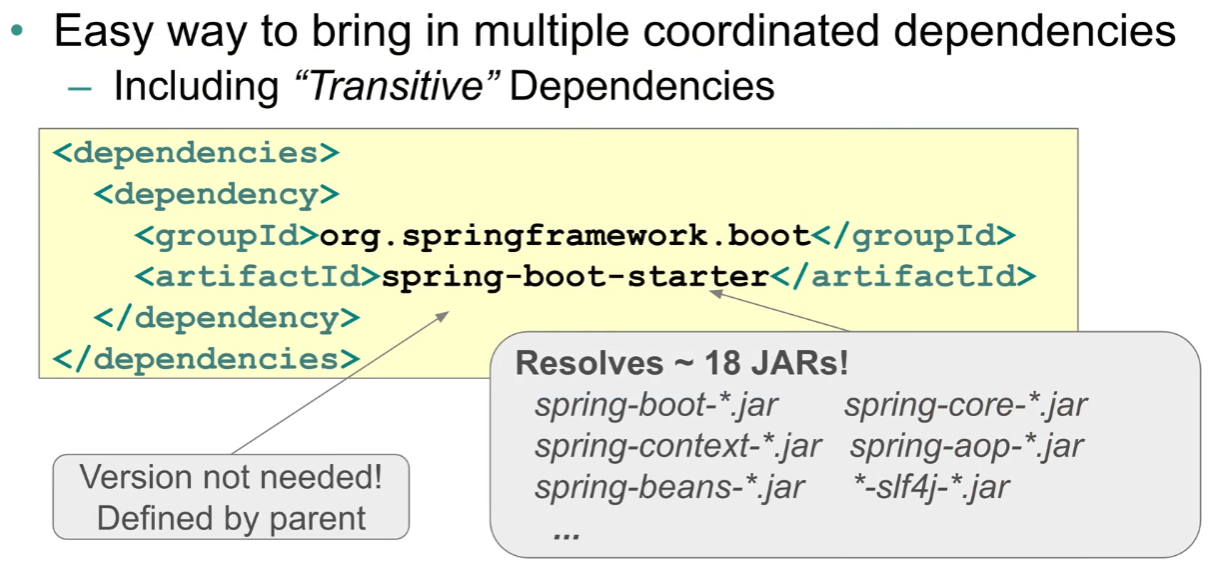 • Easy way to bring in multiple coordinated dependencies
– Including “Transitive” Dependencies
<dependencies>
<dependency>
<groupId>org.springframework.boot</groupId>
<artifactId>spring-boot-starter</artifactId>
</dependency>
</dependencies>
Version not needed!
Defined by parent
Resolves ~ 18 JARs!
spring-boot-*.jar spring-core-*.jar
spring-context-*.jar spring-aop-*.jar
spring-beans-*.jar *-slf4j-*.jar
...